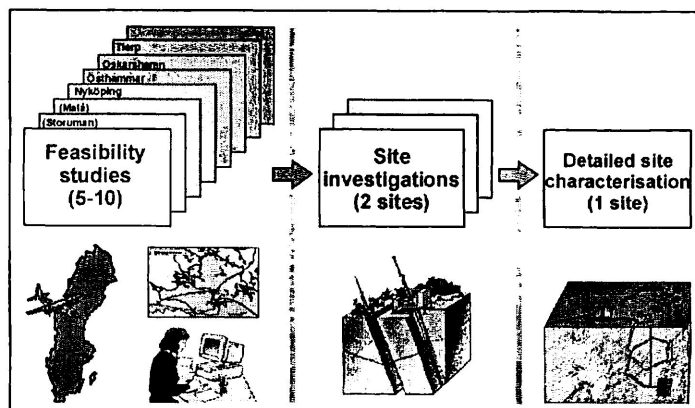 Tierp
Oskarshamn
Östhammar
Nyköping
(Malå)
(Storuman)
Feasibility
studies
(5-10)
Site
investigations
(2 sites)
Detailed site
characterisation
(1 site)